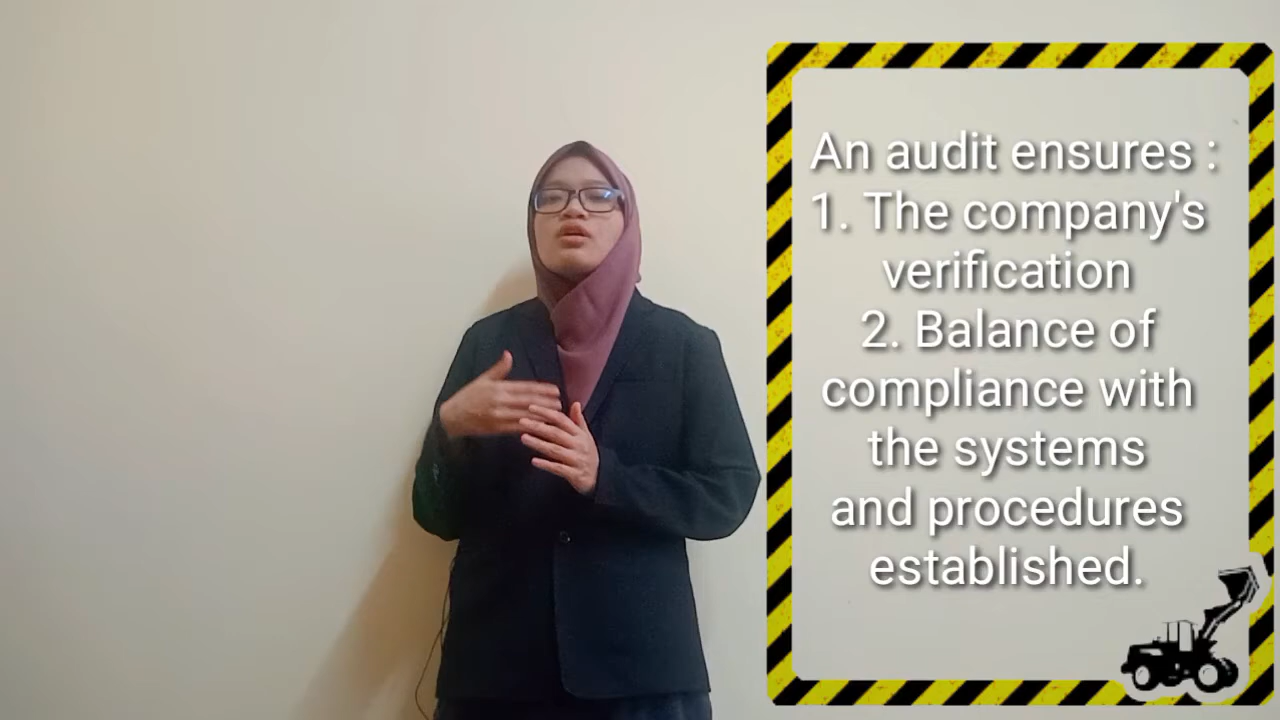 An audit ensures :
1. The company's
verification
2. Balance of
compliance with
the systems
and procedures
established.